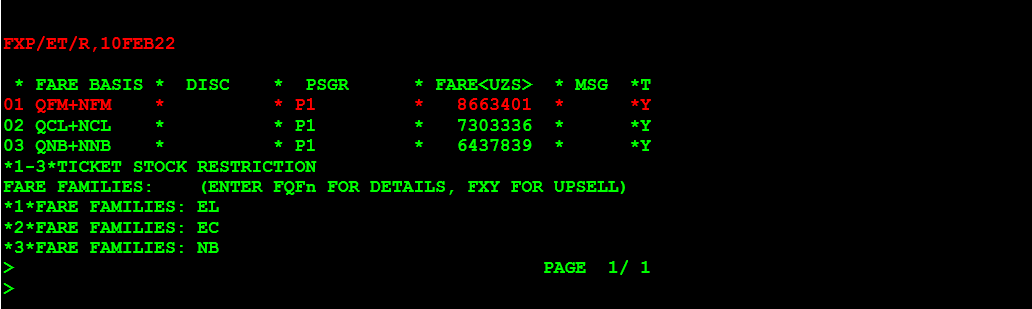 FXP/ET/R,10FEB22
* FARE BASIS *  DISC    *  PSGR      * FARE<UZS>  * MSG  *T
01 QFM+NFM    *          * P1         *   8663401  *      *Y
02 QCL+NCL    *          * P1         *   7303336  *      *Y
03 QNB+NNB    *          * P1         *   6437839  *      *Y
*1-3*TICKET STOCK RESTRICTION
FARE FAMILIES:    (ENTER FQFn FOR DETAILS, FXY FOR UPSELL)
*1*FARE FAMILIES: EL
*2*FARE FAMILIES: EC
*3*FARE FAMILIES: NB
>                                                  PAGE  1/ 1
>